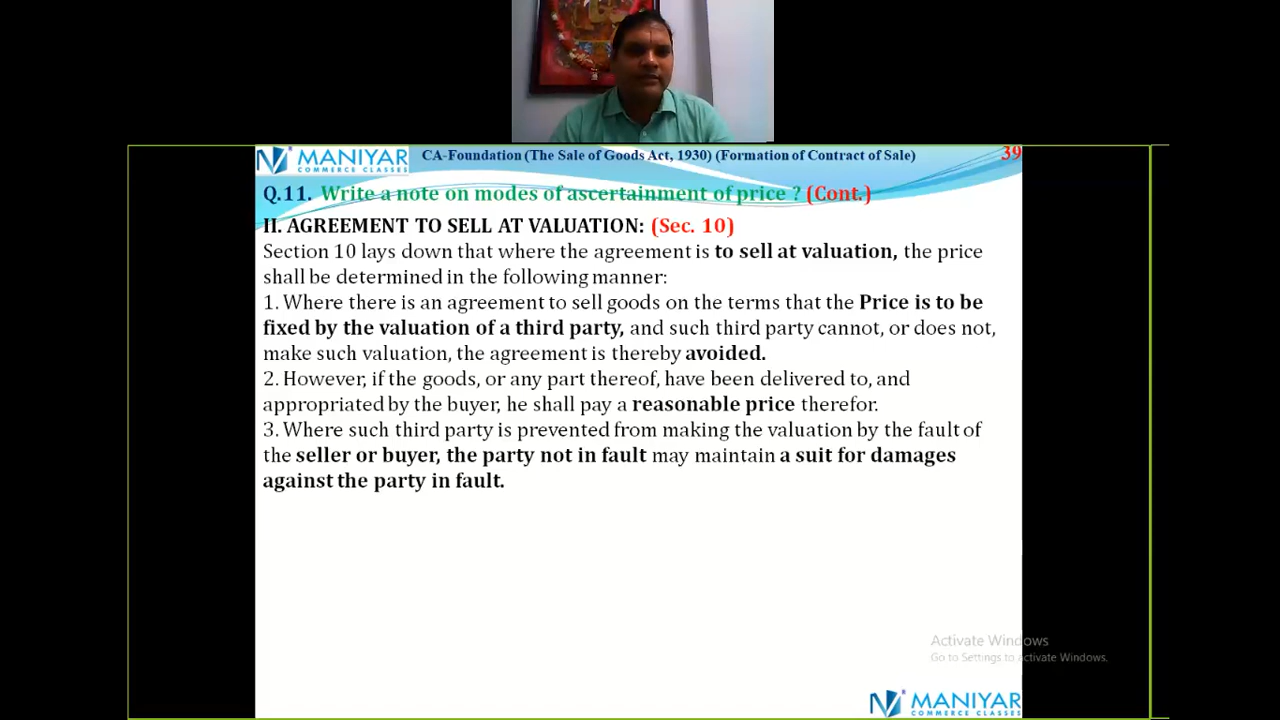 MANIYAR
COMMERCE CLASSES
CA-Foundation (The Sale of Goods Act, 1930) (Formation of Contract of Sale)
39
Q.11. Write a note on modes of ascertainment of price ? (Cont.)
II. AGREEMENT TO SELL AT VALUATION: (Sec. 10)
Section 10 lays down that where the agreement is to sell at valuation, the price
shall be determined in the following manner:
1. Where there is an agreement to sell goods on the terms that the Price is to be
fixed by the valuation of a third party, and such third party cannot, or does not,
make such valuation, the agreement is thereby avoided.
2. However, if the goods, or any part thereof, have been delivered to, and
appropriated by the buyer, he shall pay a reasonable price therefor.
3. Where such third party is prevented from making the valuation by the fault of
the seller or buyer, the party not in fault may maintain a suit for damages
against the party in fault.
Activate Windows
Go to Settings to activate Windows.
MANIYAR
COMMERCE CLASSES